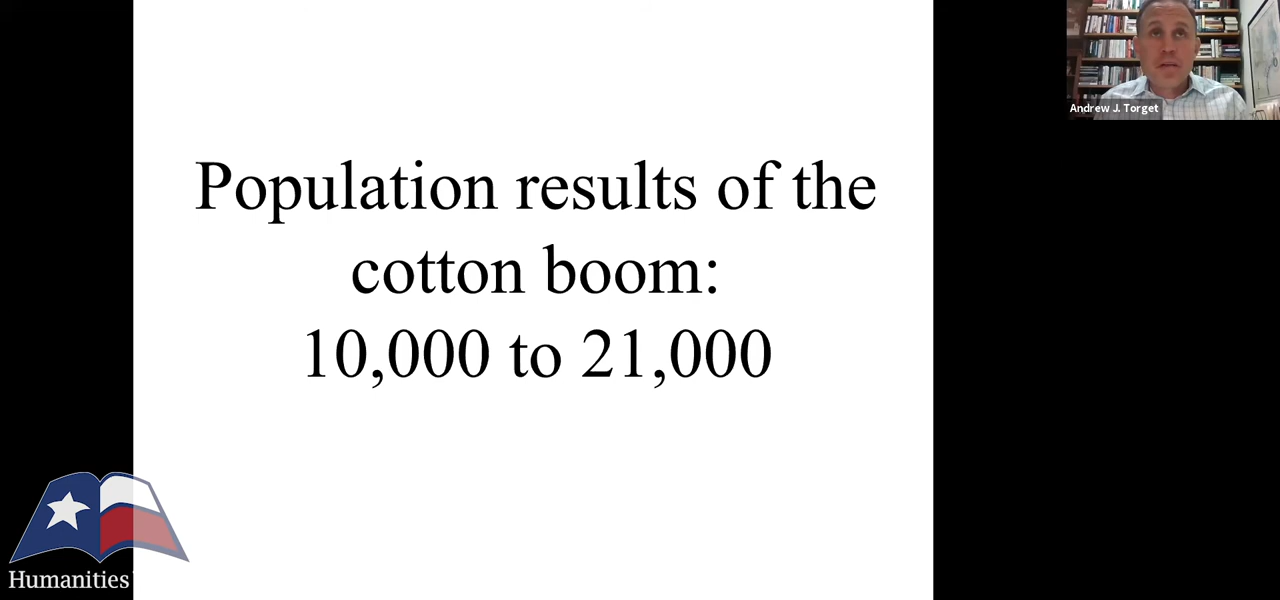 Andrew J. Torget
Population results of the
cotton boom:
10,000 to 21,000
Humanities